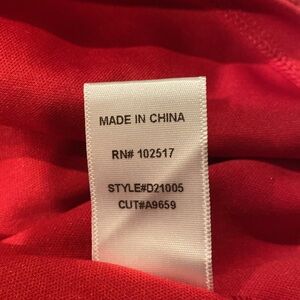 MADE IN CHINA
RN# 102517
STYLE#D21005
CUT#A9659